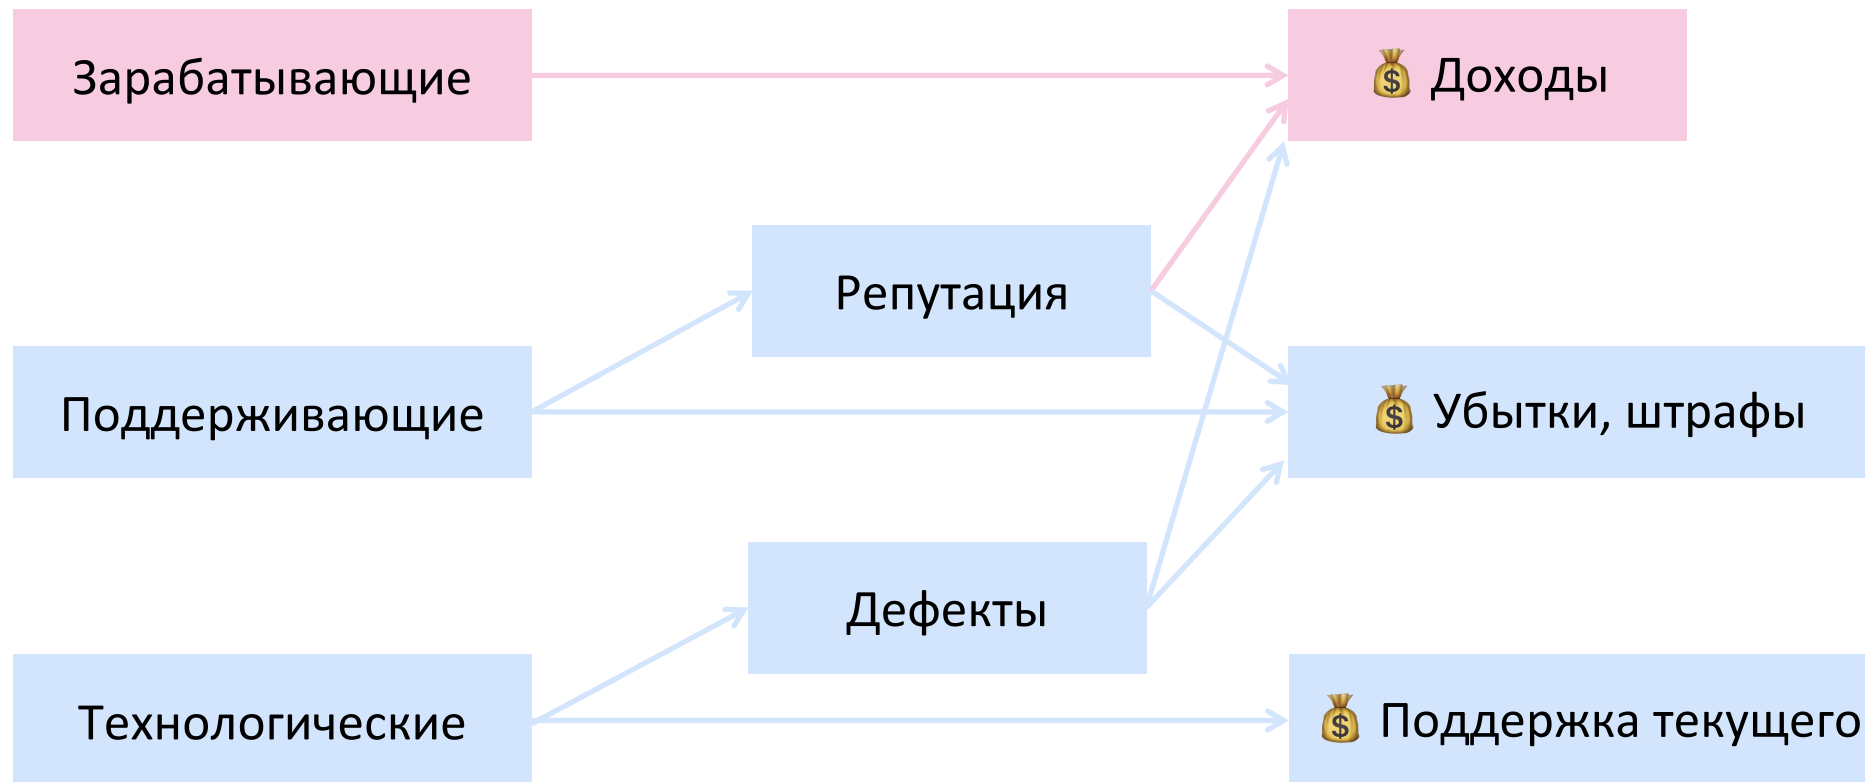 Зарабатывающие
💰 Доходы
Репутация
Поддерживающие
💰 Убытки, штрафы
Дефекты
Технологические
💰 Поддержка текущего